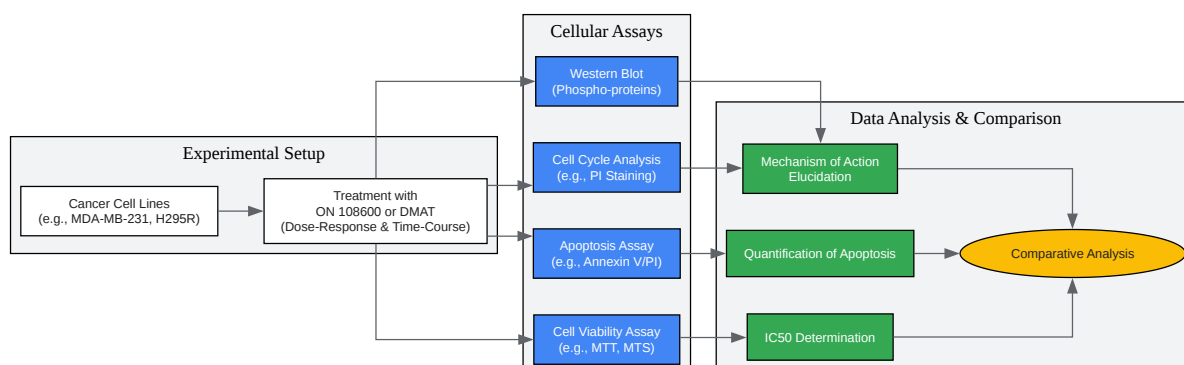 Experimental Setup
Cancer Cell Lines
(e.g., MDA-MB-231, H295R)
Treatment with
ON 108600 or DMAT
(Dose-Response & Time-Course)
Cellular Assays
Western Blot
(Phospho-proteins)
Cell Cycle Analysis
(e.g., PI Staining)
Apoptosis Assay
(e.g., Annexin V/PI)
Cell Viability Assay
(e.g., MTT, MTS)
Data Analysis & Comparison
Mechanism of Action
Elucidation
Quantification of Apoptosis
IC50 Determination
Comparative Analysis